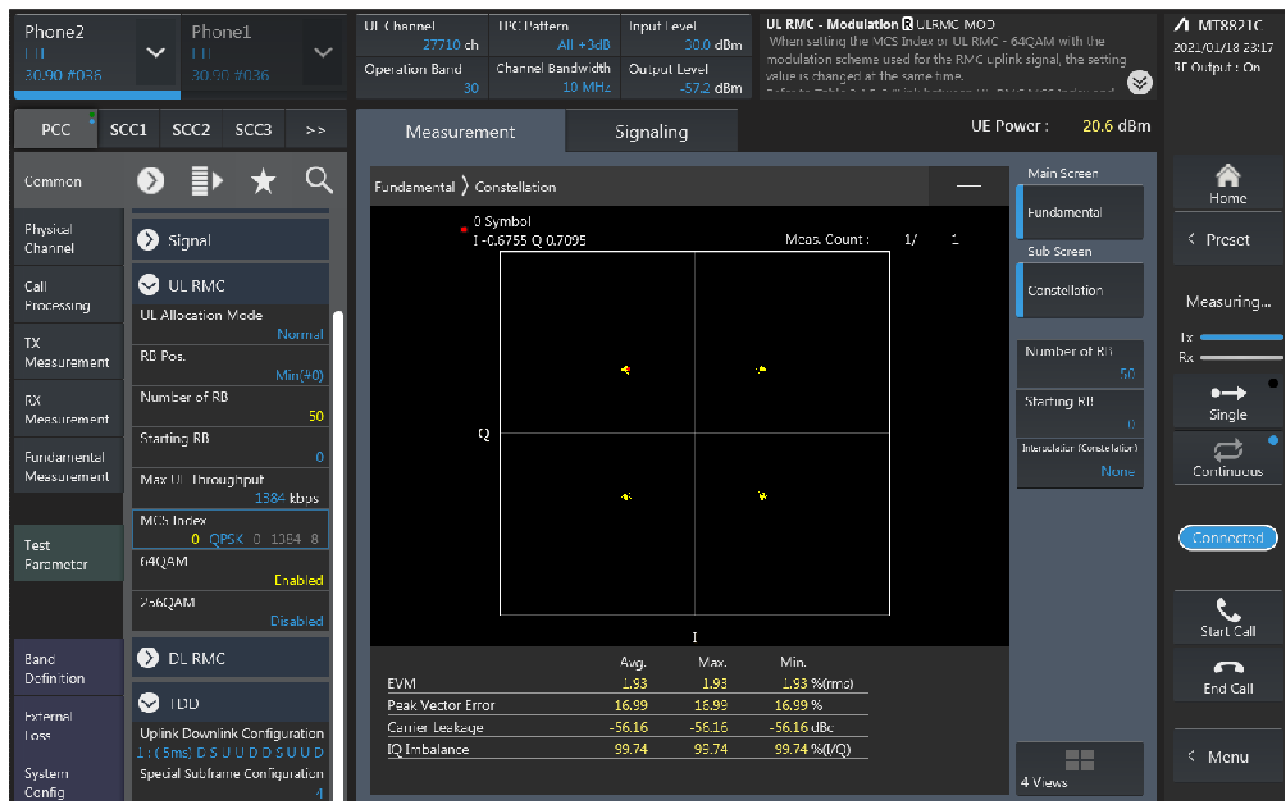 Phone2
30.90 #036
Phone1
30.90 #036
UL Channel
27710 ch
Operation Band
30
TPC Pattern
All +3dB
Channel Bandwidth
10 MHz
Input Level
30.0 dBm
Output Level
-57.2 dBm
UL RMC - Modulation R ULRMC_MOD
When setting the MCS Index or UL RMC - 64QAM with the
modulation scheme used for the RMC uplink signal, the setting
value is changed at the same time.
MT8821C
2021/01/18 23:17
RF Output : On
PCC
SCC1
SCC2
SCC3
>>
Measurement
Signaling
UE Power : 20.6 dBm
Common
Physical
Channel
Call
Processing
TX
Measurement
RX
Measurement
Fundamental
Measurement
Test
Parameter
Band
Definition
External
Loss
System
Config
Signal
UL RMC
UL Allocation Mode
Normal
RB Pos.
Min(#0)
Number of RB
50
Starting RB
0
Max UL Throughput
1384 kbps
MCS Index
0 QPSK 0 1384 8
64QAM
Enabled
256QAM
Disabled
DL RMC
TDD
Uplink Downlink Configuration
1 : ( 5ms) D S U U D D S U U D
Special Subframe Configuration
4
Fundamental > Constellation
0 Symbol
I -0.6755 Q 0.7095
Meas. Count : 1/ 1
Q
I
Avg. Max. Min.
EVM 1.93 1.93 1.93 %(rms)
Peak Vector Error 16.99 16.99 16.99 %
Carrier Leakage -56.16 -56.16 -56.16 dBc
IQ Imbalance 99.74 99.74 99.74 %(I/Q)
Main Screen
Fundamental
Sub Screen
Constellation
Number of RB
50
Starting RB
0
Interpolation (Constellation)
None
4 Views
Home
< Preset
Measuring...
Tx
Rx
Single
Continuous
Connected
Start Call
End Call
< Menu